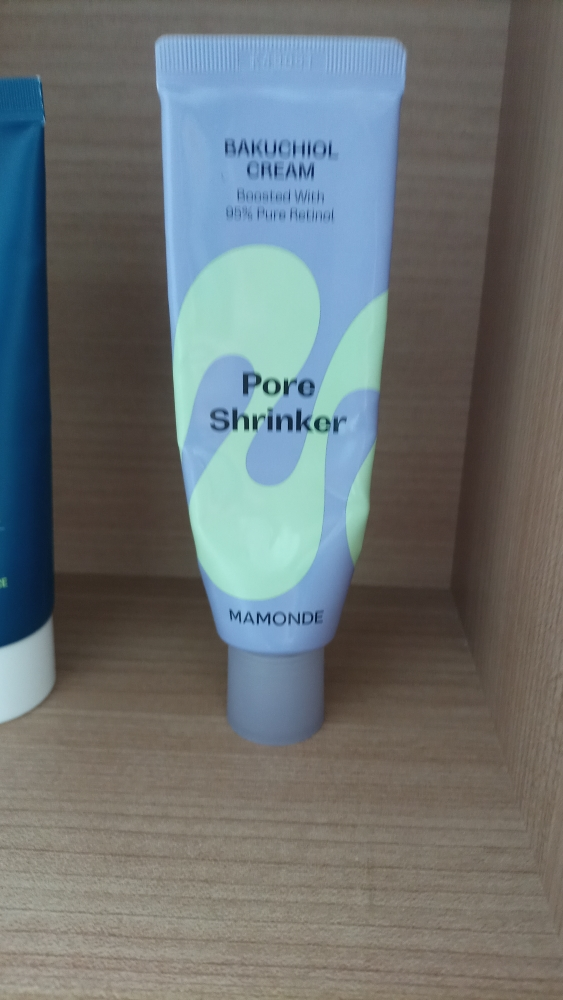 BAKUCHIOL
CREAM
Boosted With
95% Pure Retinol
Pore
Shrinker
MAMONDE